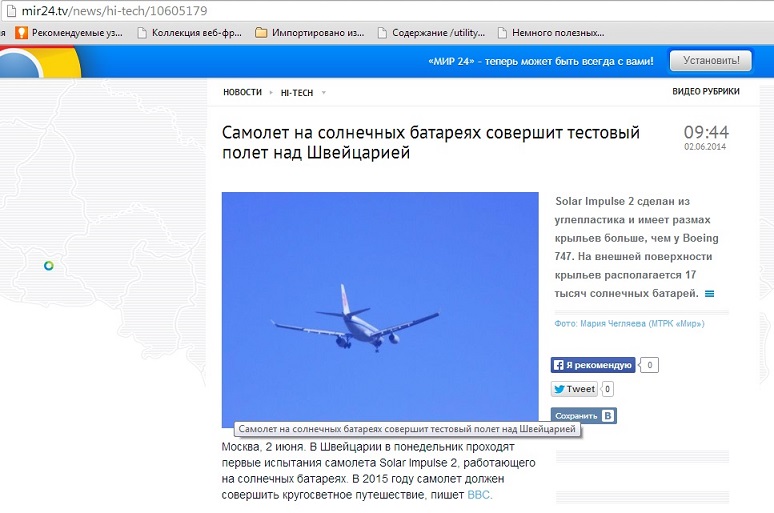 mir24.tv/news/hi-tech/10605179
Рекомендуемые уз...
Коллекция веб-фр...
Импортировано из...
Содержание /utility...
Немного полезных...
«МИР 24» - теперь может быть всегда с вами!
Установить!
НОВОСТИ
HI-TECH
ВИДЕО РУБРИКИ
Самолет на солнечных батареях совершит тестовый
полет над Швейцарией
09:44
02.06.2014
Solar Impulse 2 сделан из
углепластика и имеет размах
крыльев больше, чем у Boeing
747. На внешней поверхности
крыльев располагается 17
тысяч солнечных батарей.
Фото: Мария Чегляева (МТРК «Мир»)
Я рекомендую
0
Tweet
0
Сохранить B
Самолет на солнечных батареях совершит тестовый полет над Швейцарией
Москва, 2 июня. В Швейцарии в понедельник проходят
первые испытания самолета Solar Impulse 2, работающего
на солнечных батареях. В 2015 году самолет должен
совершить кругосветное путешествие, пишет BBC.